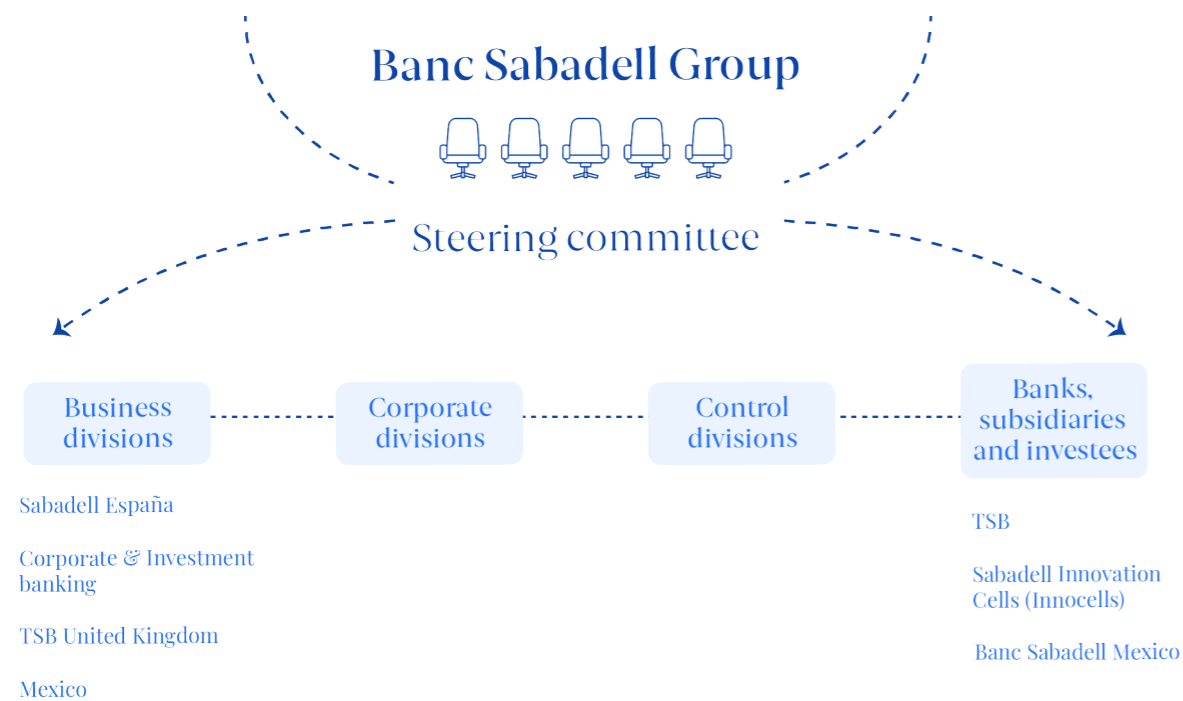 Banc Sabadell Group
Steering committee
Business
divisions
Corporate
divisions
Control
divisions
Banks,
subsidiaries
and investees
Sabadell España
Corporate & Investment
banking
TSB United Kingdom
Mexico
TSB
Sabadell Innovation
Cells (Innocells)
Banc Sabadell Mexico